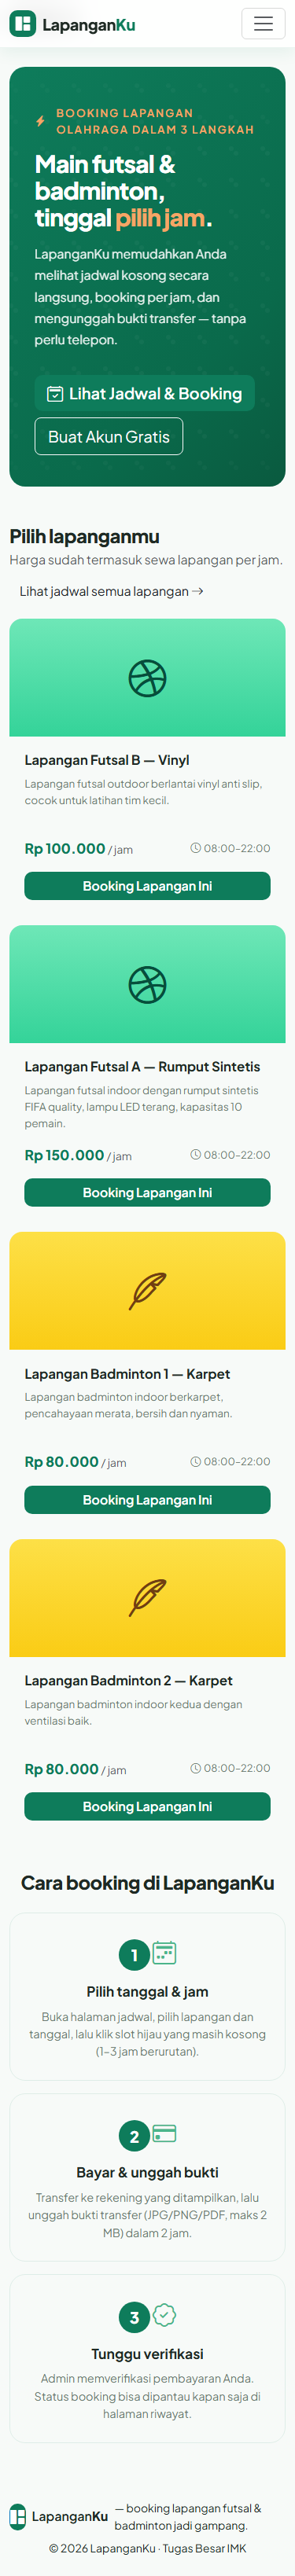 LapanganKu
BOOKING LAPANGAN
OLAHRAGA DALAM 3 LANGKAH
Main futsal &
badminton,
tinggal pilih jam.
LapanganKu memudahkan Anda
melihat jadwal kosong secara
langsung, booking per jam, dan
mengunggah bukti transfer — tanpa
perlu telepon.
Lihat Jadwal & Booking
Buat Akun Gratis
Pilih lapanganmu
Harga sudah termasuk sewa lapangan per jam.
Lihat jadwal semua lapangan →
Lapangan Futsal B — Vinyl
Lapangan futsal outdoor berlantai vinyl anti slip,
cocok untuk latihan tim kecil.
Rp 100.000 / jam 08:00–22:00
Booking Lapangan Ini
Lapangan Futsal A — Rumput Sintetis
Lapangan futsal indoor dengan rumput sintetis
FIFA quality, lampu LED terang, kapasitas 10
pemain.
Rp 150.000 / jam 08:00–22:00
Booking Lapangan Ini
Lapangan Badminton 1 — Karpet
Lapangan badminton indoor berkarpet,
pencahayaan merata, bersih dan nyaman.
Rp 80.000 / jam 08:00–22:00
Booking Lapangan Ini
Lapangan Badminton 2 — Karpet
Lapangan badminton indoor kedua dengan
ventilasi baik.
Rp 80.000 / jam 08:00–22:00
Booking Lapangan Ini
Cara booking di LapanganKu
1
Pilih tanggal & jam
Buka halaman jadwal, pilih lapangan dan
tanggal, lalu klik slot hijau yang masih kosong
(1–3 jam berurutan).
2
Bayar & unggah bukti
Transfer ke rekening yang ditampilkan, lalu
unggah bukti transfer (JPG/PNG/PDF, maks 2
MB) dalam 2 jam.
3
Tunggu verifikasi
Admin memverifikasi pembayaran Anda.
Status booking bisa dipantau kapan saja di
halaman riwayat.
LapanganKu — booking lapangan futsal &
badminton jadi gampang.
© 2026 LapanganKu · Tugas Besar IMK